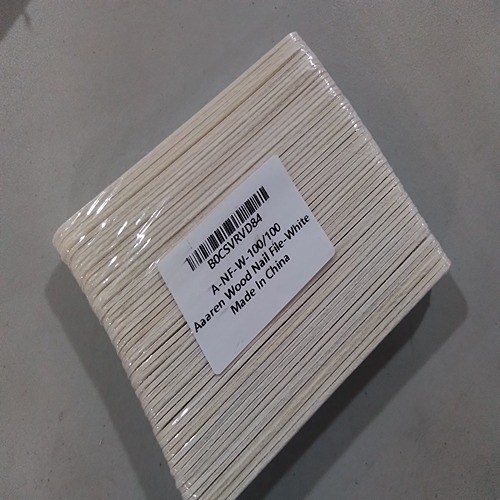 B0CSVRVD84
A-NF-W-100/100
Aaaren Wood Nail File-White
Made In China